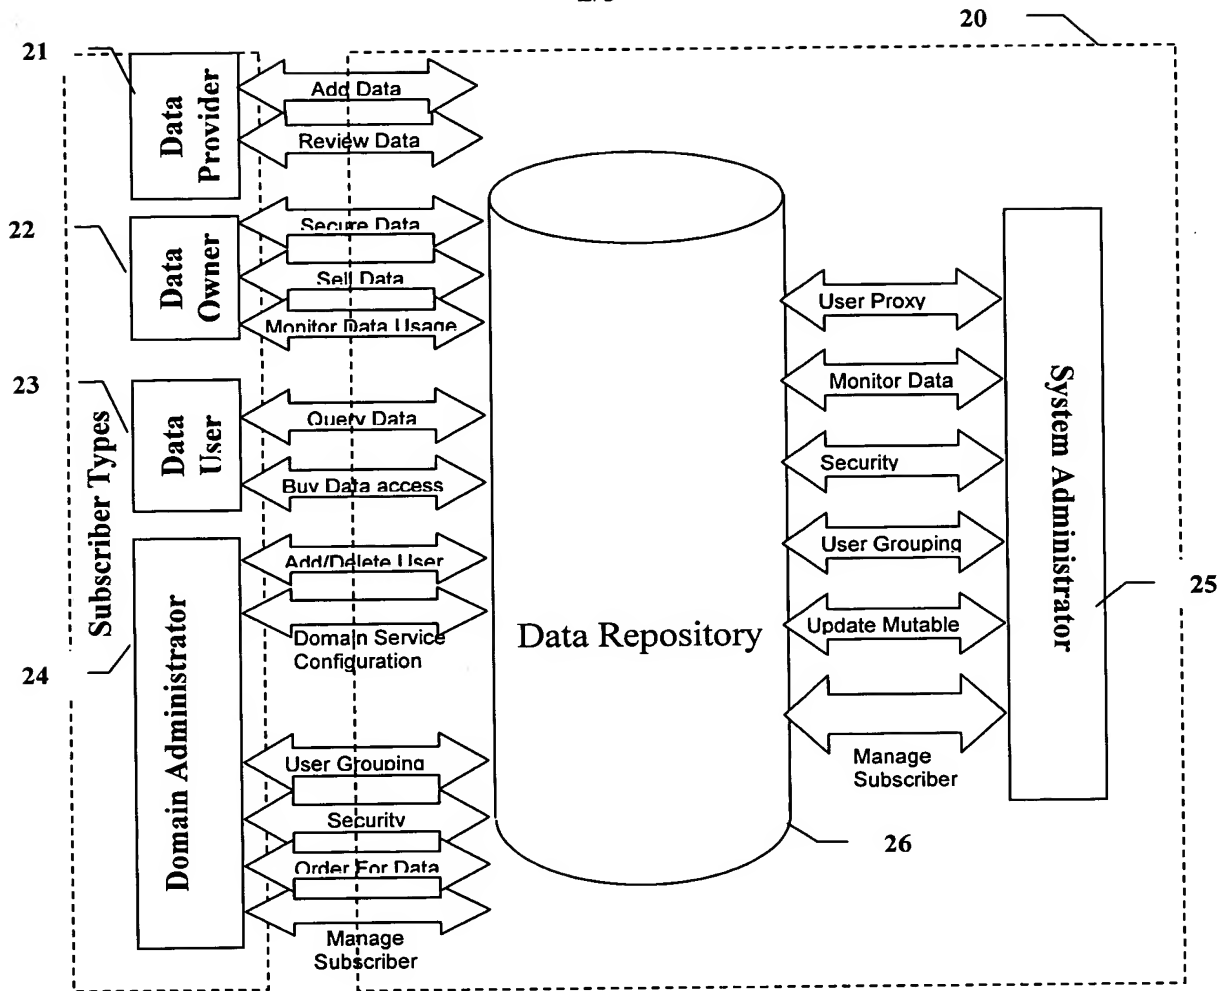 20
21
Data
Provider
Add Data
Review Data
22
Data
Owner
Secure Data
Sell Data
Monitor Data Usage
23
Data
User
Query Data
Buy Data access
Subscriber Types
24
Domain Administrator
Add/Delete User
Domain Service
Configuration
User Grouping
Security
Order For Data
Manage
Subscriber
Data Repository
26
User Proxy
Monitor Data
Security
User Grouping
Update Mutable
Manage
Subscriber
System Administrator
25